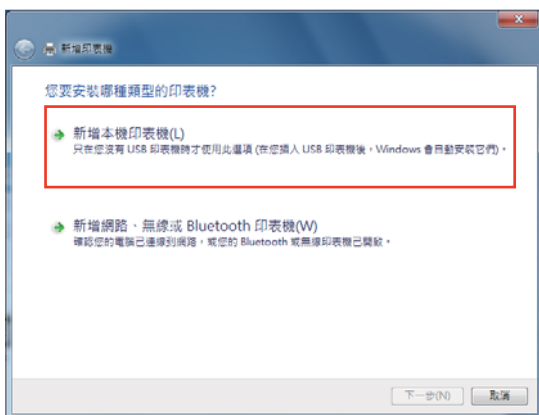 新增印表機
您要安裝哪種類型的印表機?
新增本機印表機(L)
只在您沒有 USB 印表機時才使用此選項 (在您插入 USB 印表機後，Windows 會自動安裝它們)。
新增網路、無線或 Bluetooth 印表機(W)
確認您的電腦已連線到網路，或您的 Bluetooth 或無線印表機已開啟。
下一步(N)
取消